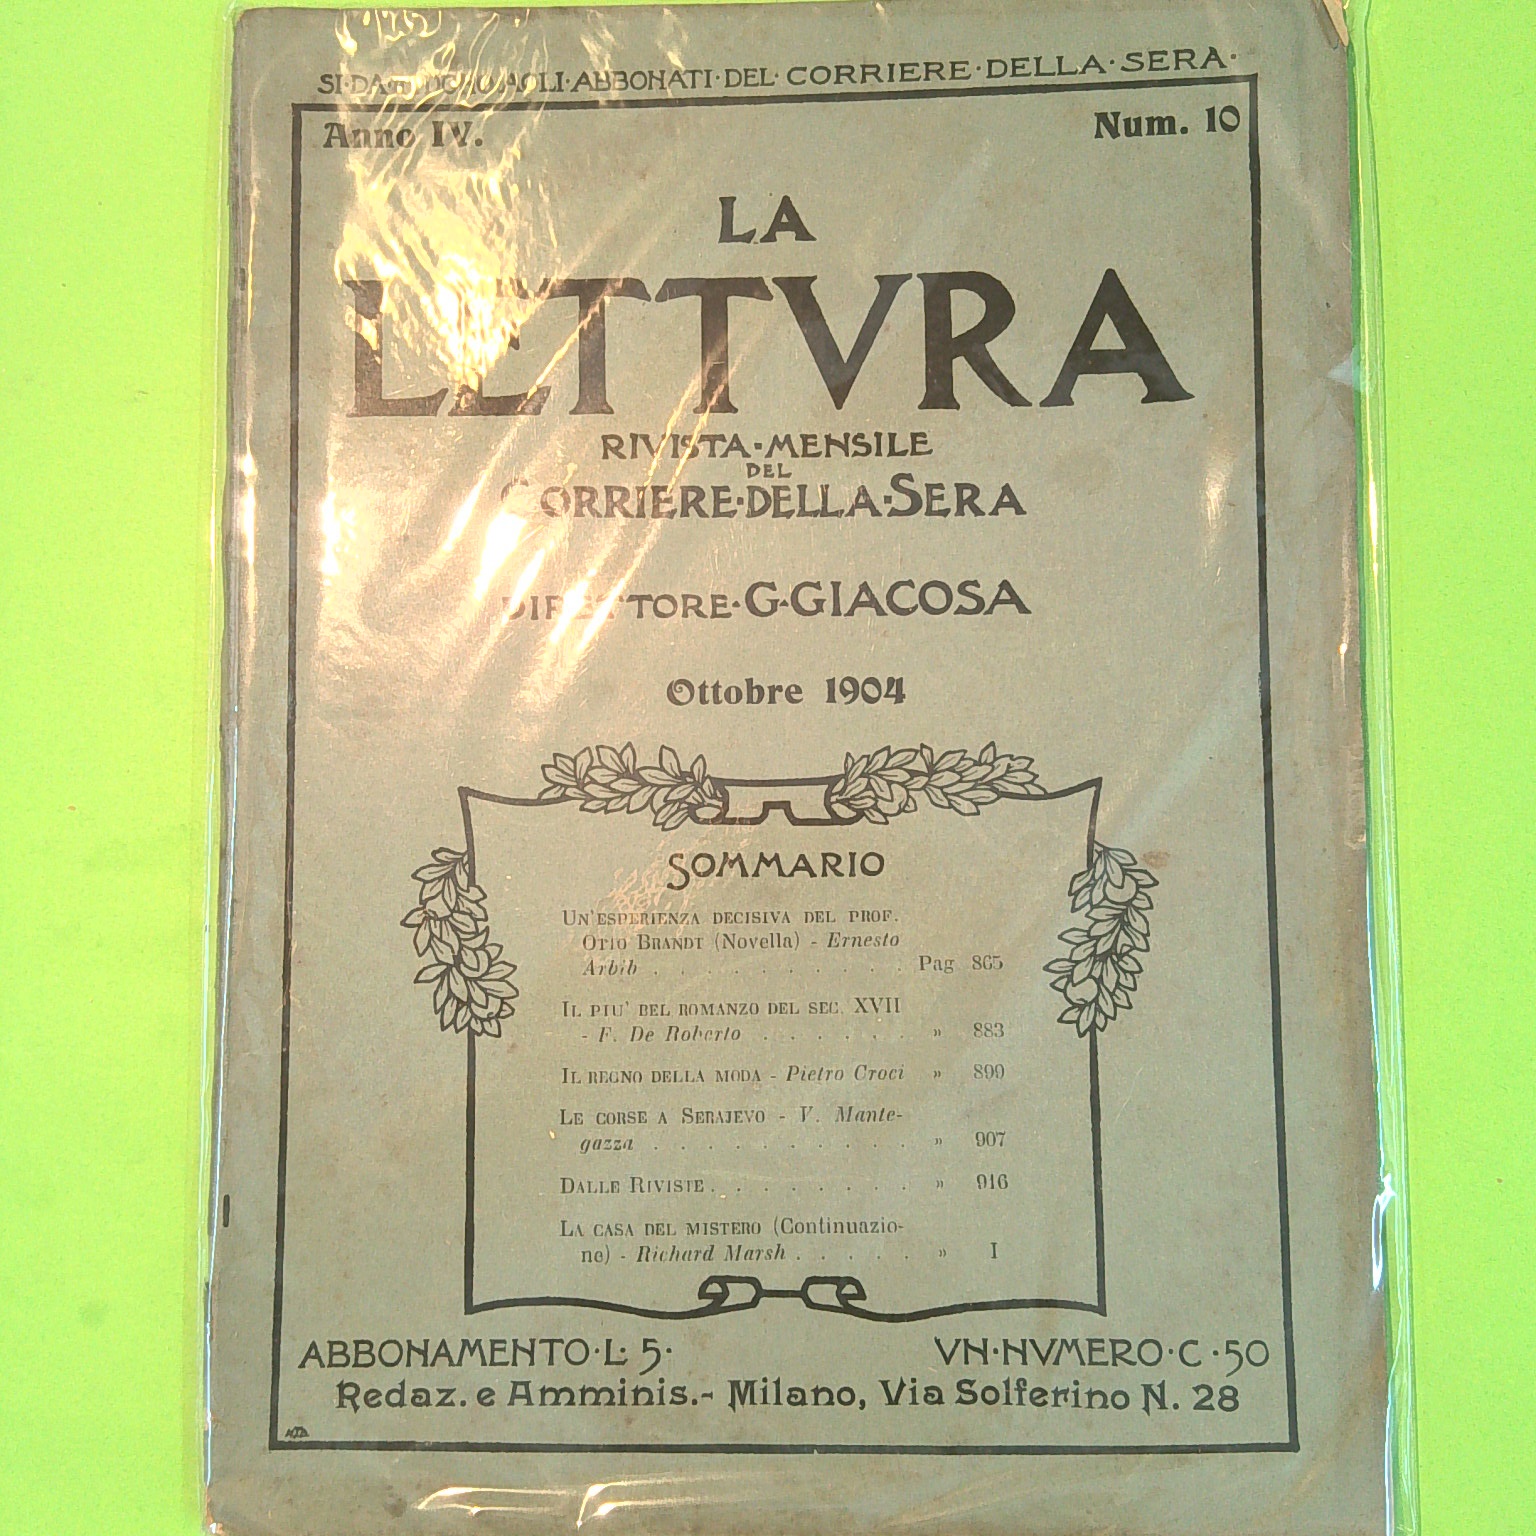 SI·DA·AGLI·ABBONATI·DEL·CORRIERE·DELLA·SERA·
Anno IV.
Num. 10
LA
LETTVRA
RIVISTA·MENSILE
DEL
CORRIERE·DELLA·SERA
DIRETTORE·G·GIACOSA
Ottobre 1904
SOMMARIO
UN'ESPERIENZA DECISIVA DEL PROF.
OTTO BRANDT (Novella) - Ernesto
Arbib . . . . . . . . . . Pag 865
IL PIU' BEL ROMANZO DEL SEC. XVII
- F. De Roberto . . . . . . » 883
IL REGNO DELLA MODA - Pietro Croci » 899
LE CORSE A SERAJEVO - V. Mante-
gazza . . . . . . . . . . » 907
DALLE RIVISTE . . . . . . . . » 916
LA CASA DEL MISTERO (Continuazio-
ne) - Richard Marsh . . . . . » I
ABBONAMENTO·L·5·
VN·NVMERO·C·50
Redaz. e Amminis.- Milano, Via Solferino N. 28